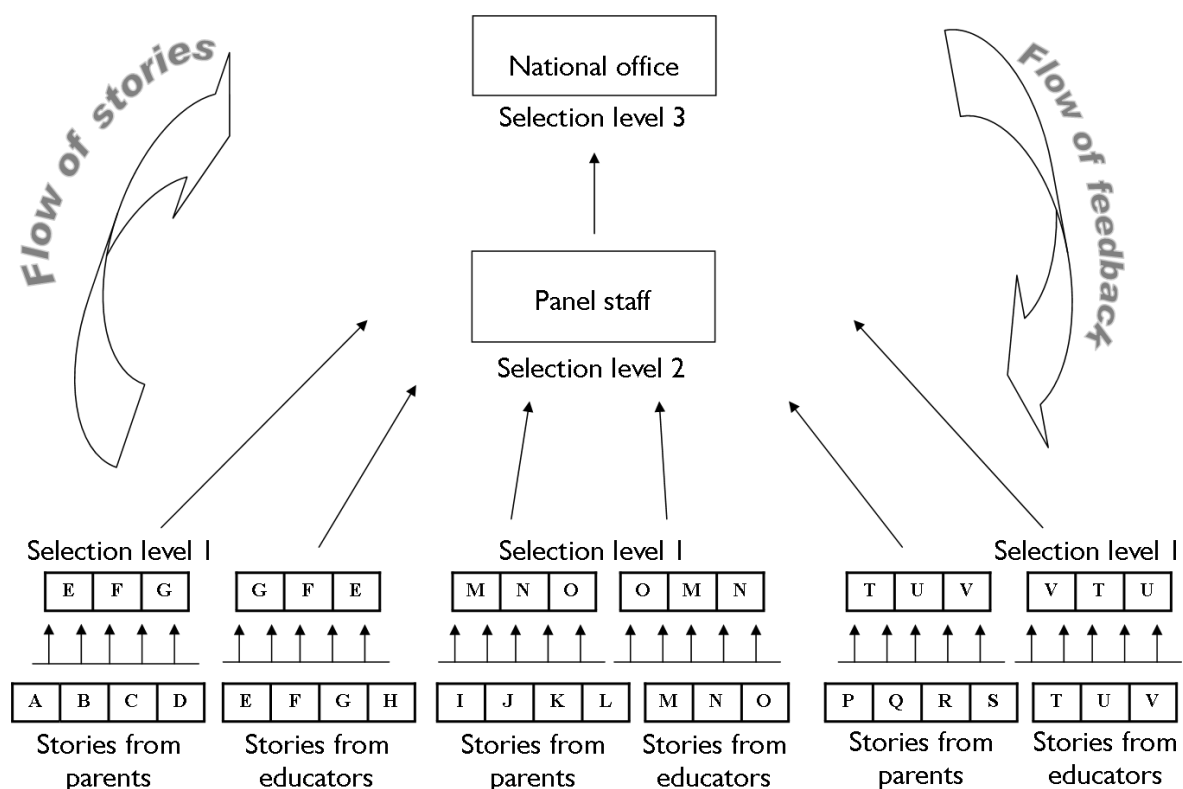 Flow of stories
Flow of feedback
National office
Selection level 3
Panel staff
Selection level 2
Selection level 1
Selection level 1
Selection level 1
E F G
G F E
M N O
O M N
T U V
V T U
A B C D
E F G H
I J K L
M N O
P Q R S
T U V
Stories from
parents
Stories from
educators
Stories from
parents
Stories from
educators
Stories from
parents
Stories from
educators